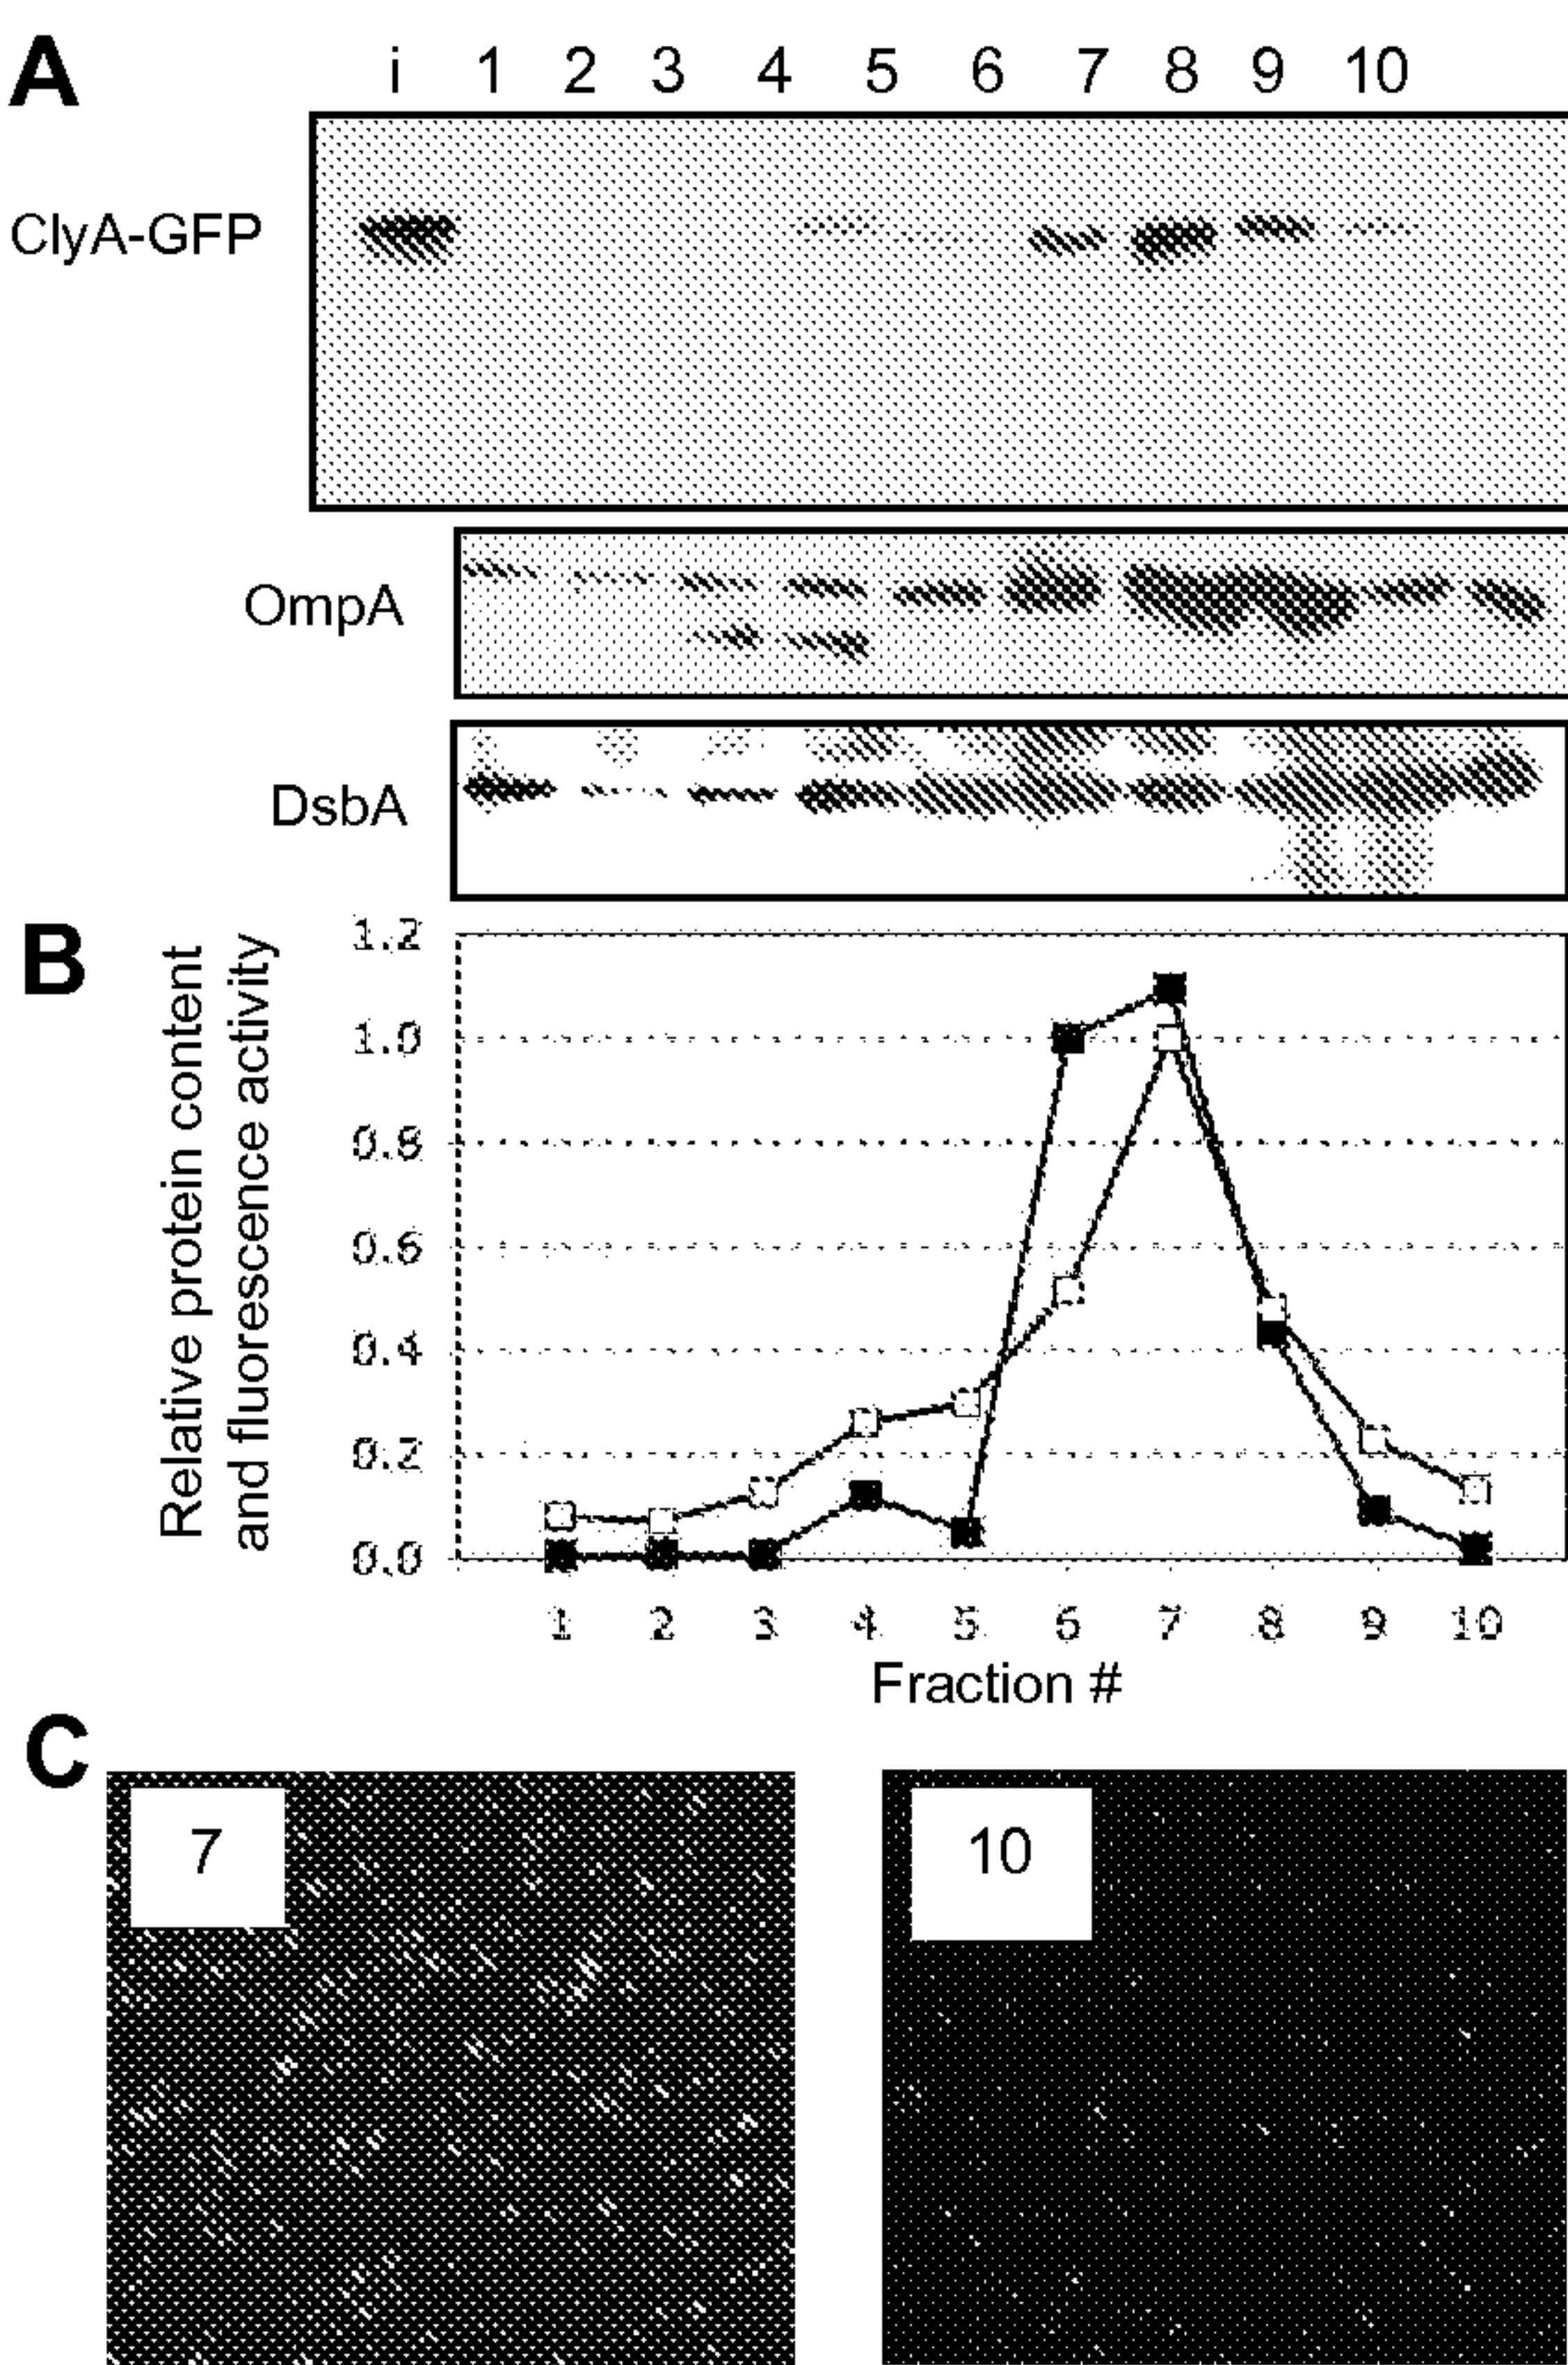 A
i 1 2 3 4 5 6 7 8 9 10
ClyA-GFP
OmpA
DsbA
B
Relative protein content
and fluorescence activity
1.2
1.0
0.8
0.6
0.4
0.2
0.0
1 2 3 4 5 6 7 8 9 10
Fraction #
C
7
10